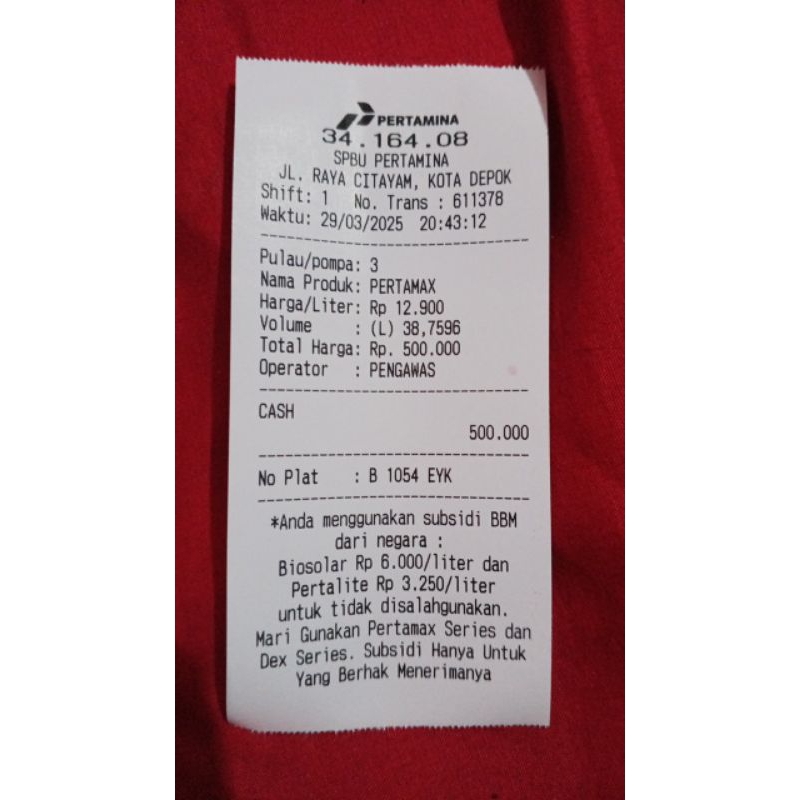 PERTAMINA
34.164.08
SPBU PERTAMINA
JL. RAYA CITAYAM, KOTA DEPOK
Shift: 1 No. Trans : 611378
Waktu: 29/03/2025 20:43:12
Pulau/pompa: 3
Nama Produk: PERTAMAX
Harga/Liter: Rp 12.900
Volume : (L) 38,7596
Total Harga: Rp. 500.000
Operator : PENGAWAS
CASH
500.000
No Plat : B 1054 EYK
*Anda menggunakan subsidi BBM
dari negara :
Biosolar Rp 6.000/liter dan
Pertalite Rp 3.250/liter
untuk tidak disalahgunakan.
Mari Gunakan Pertamax Series dan
Dex Series. Subsidi Hanya Untuk
Yang Berhak Menerimanya